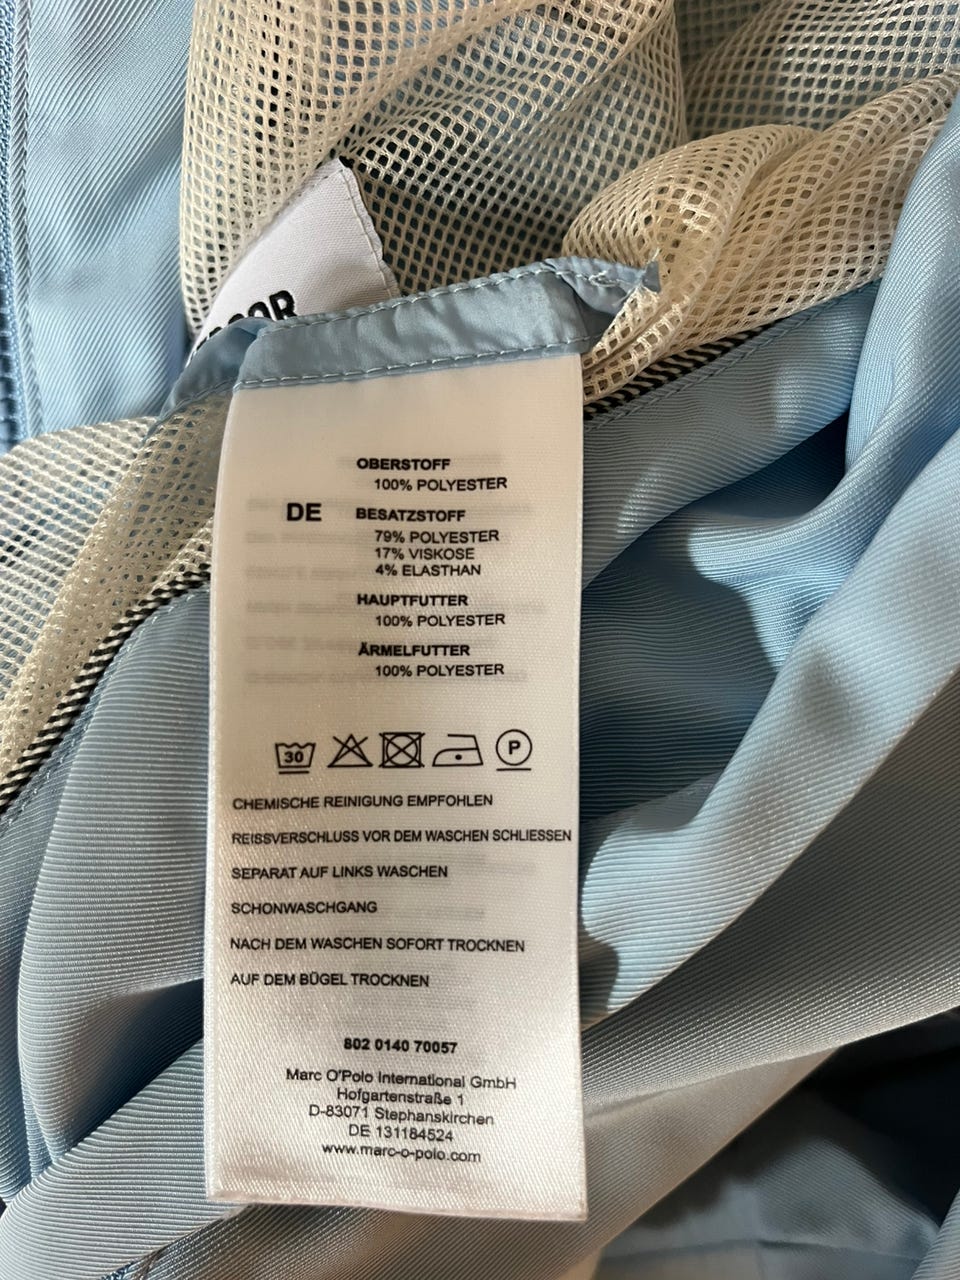 OBERSTOFF
100% POLYESTER
DE BESATZSTOFF
79% POLYESTER
17% VISKOSE
4% ELASTHAN
HAUPTFUTTER
100% POLYESTER
ÄRMELFUTTER
100% POLYESTER
30 P
CHEMISCHE REINIGUNG EMPFOHLEN
REISSVERSCHLUSS VOR DEM WASCHEN SCHLIESSEN
SEPARAT AUF LINKS WASCHEN
SCHONWASCHGANG
NACH DEM WASCHEN SOFORT TROCKNEN
AUF DEM BÜGEL TROCKNEN
802 0140 70057
Marc O'Polo International GmbH
Hofgartenstraße 1
D-83071 Stephanskirchen
DE 131184524
www.marc-o-polo.com